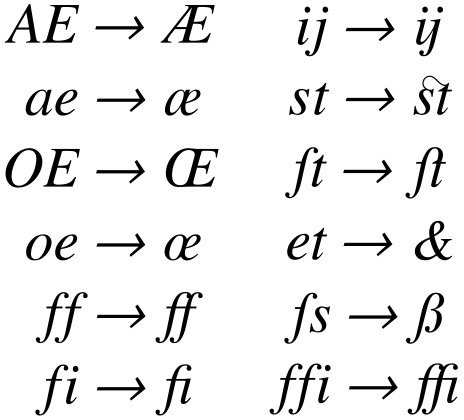 AE → Æ ij → ij
ae → æ st → st
OE → Œ ſt → ſt
oe → œ et → &
ff → ff ſs → ß
fi → fi ffi → ffi